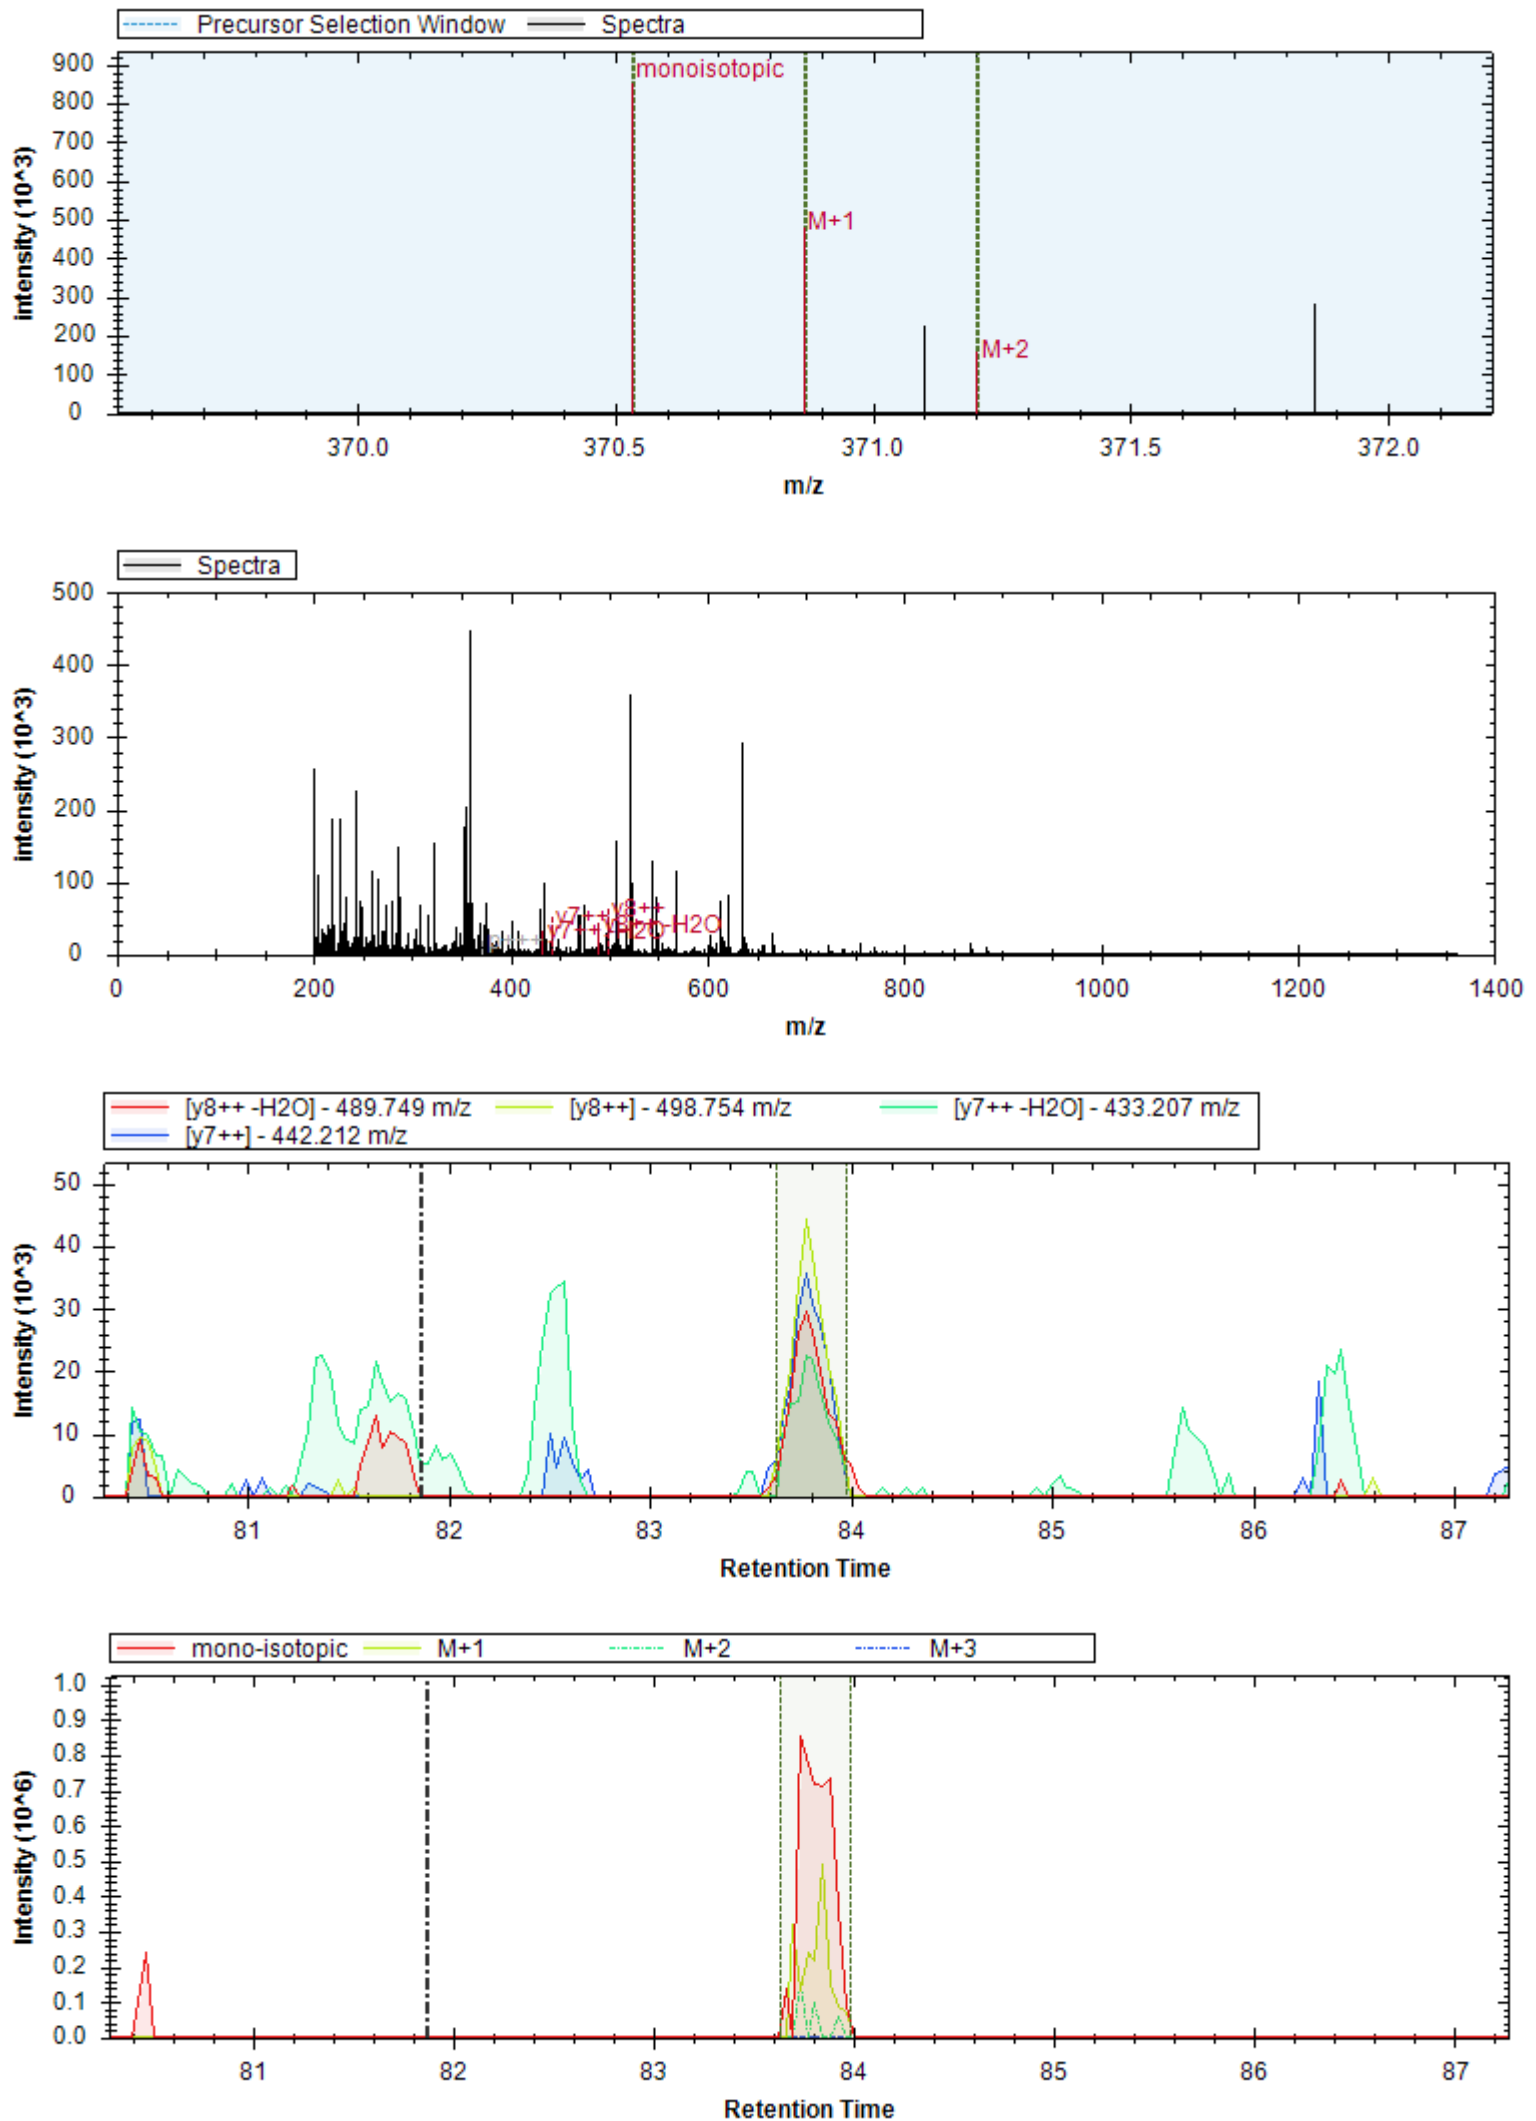 Precursor Selection Window Spectra
900
800
700
600
500
400
300
200
100
0
intensity (10^3)
monoisotopic
M+1
M+2
370.0 370.5 371.0 371.5 372.0
m/z
Spectra
500
400
300
200
100
0
intensity (10^3)
y7++ y8++
y7++ -H2O
0 200 400 600 800 1000 1200 1400
m/z
[y8++ -H2O] - 489.749 m/z [y8++] - 498.754 m/z [y7++ -H2O] - 433.207 m/z
[y7++] - 442.212 m/z
50
40
30
20
10
0
Intensity (10^3)
81 82 83 84 85 86 87
Retention Time
mono-isotopic M+1 M+2 M+3
1.0
0.9
0.8
0.7
0.6
0.5
0.4
0.3
0.2
0.1
0.0
Intensity (10^6)
81 82 83 84 85 86 87
Retention Time